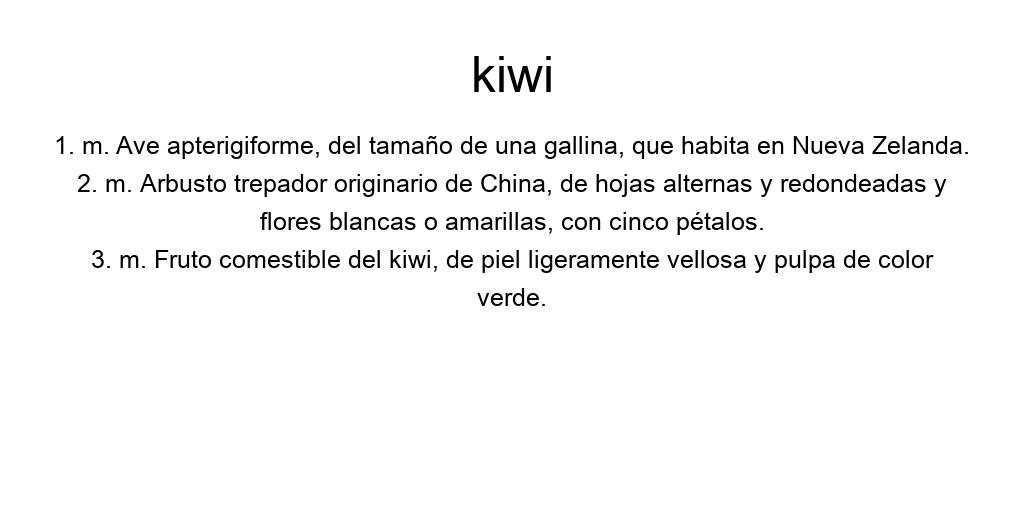 kiwi
1. m. Ave apterigiforme, del tamaño de una gallina, que habita en Nueva Zelanda.
2. m. Arbusto trepador originario de China, de hojas alternas y redondeadas y
flores blancas o amarillas, con cinco pétalos.
3. m. Fruto comestible del kiwi, de piel ligeramente vellosa y pulpa de color
verde.